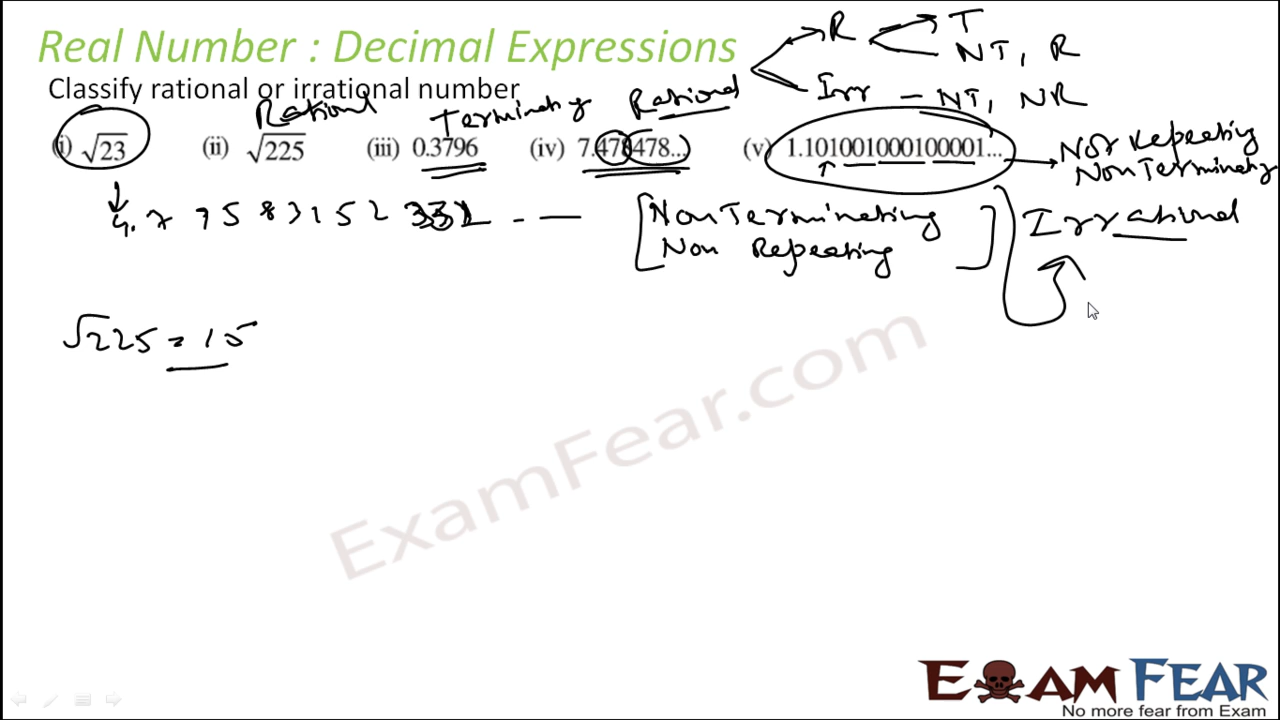 Real Number : Decimal Expressions
R
T
NT, R
Irr — NT, NR
Classify rational or irrational number
Rational
Terminating
Rational
(i) √23 (ii) √225 (iii) 0.3796 (iv) 7.478478... (v) 1.101001000100001...
Not Repeating
Non Terminating
Non Terminating
Non Repeating
Irrational
√225 = 15
ExamFear.com
EXAM FEAR
No more fear from Exam